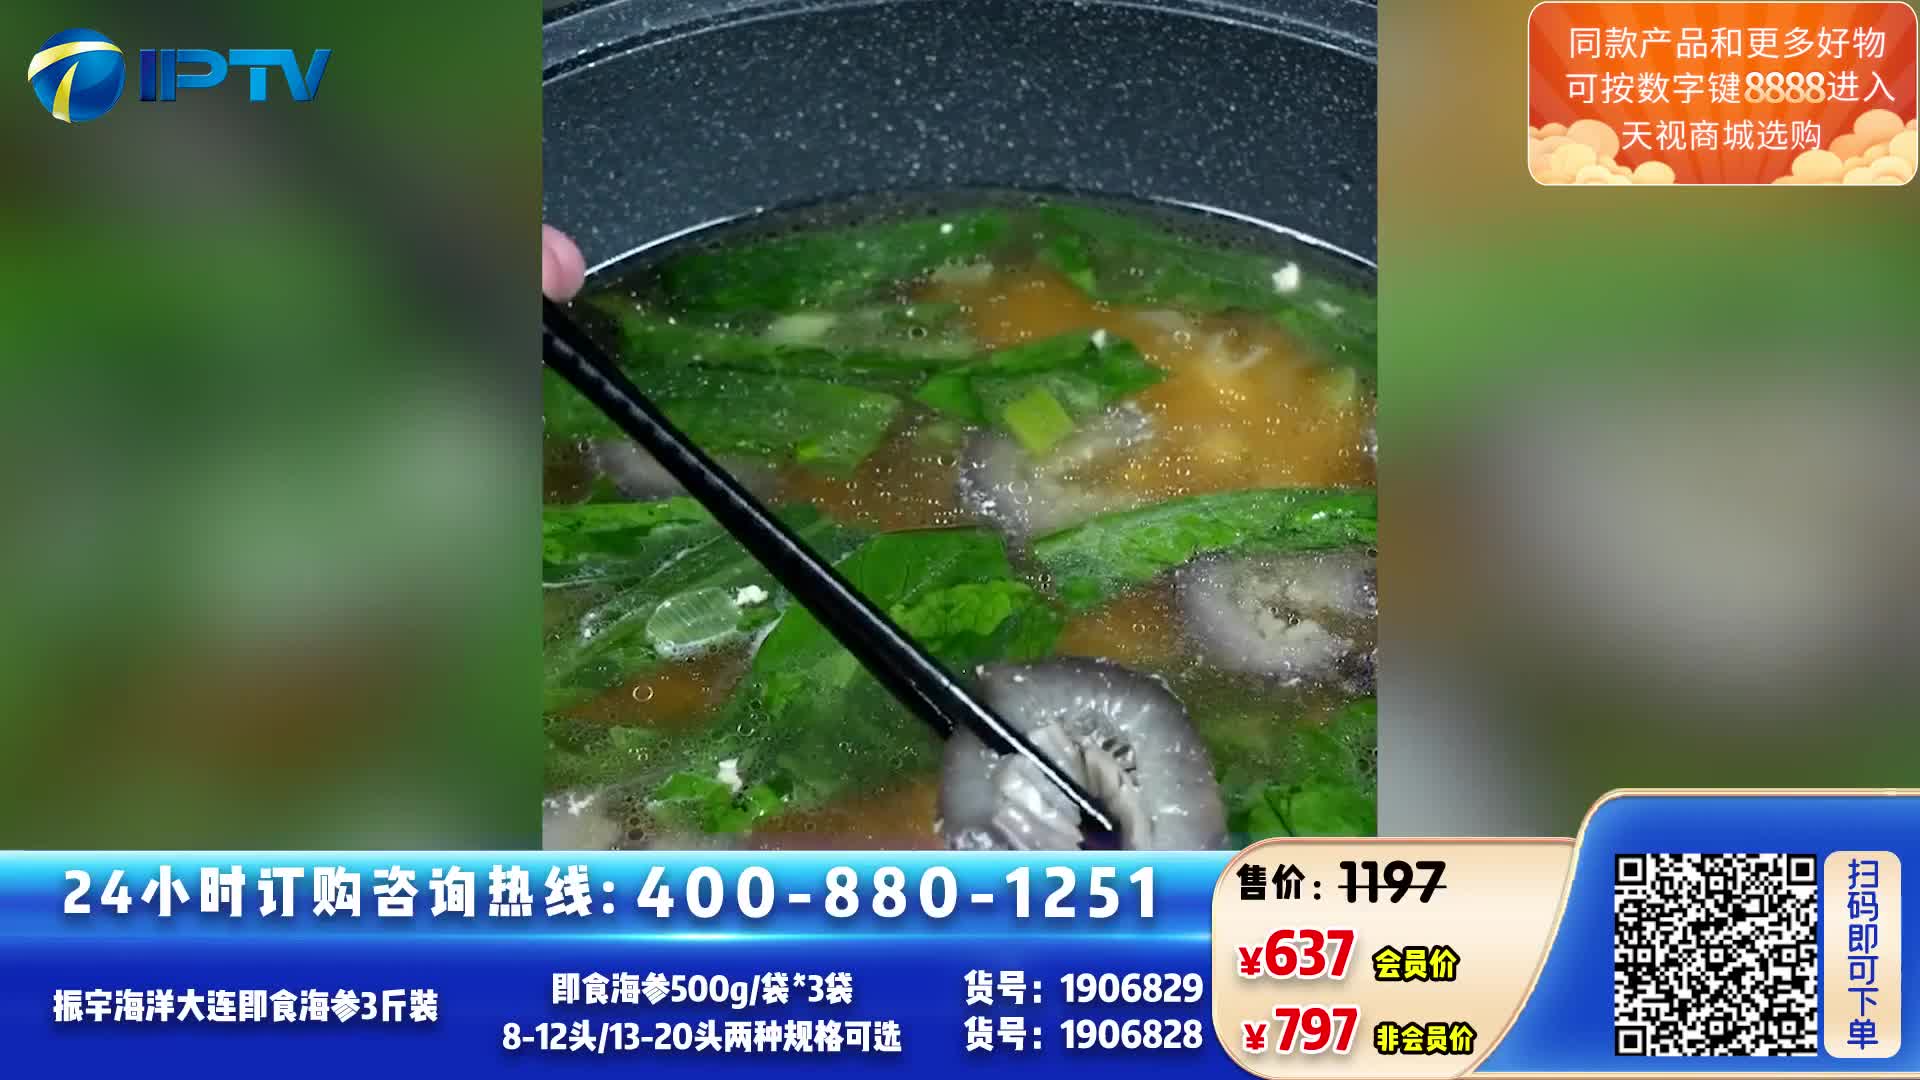 IPTV
同款产品和更多好物
可按数字键8888进入
天视商城选购
24小时订购咨询热线:400-880-1251
振宇海洋大连即食海参3斤装
即食海参500g/袋*3袋
8-12头/13-20头两种规格可选
货号：1906829
货号：1906828
售价：1197
¥637 会员价
¥797 非会员价
扫码即可下单